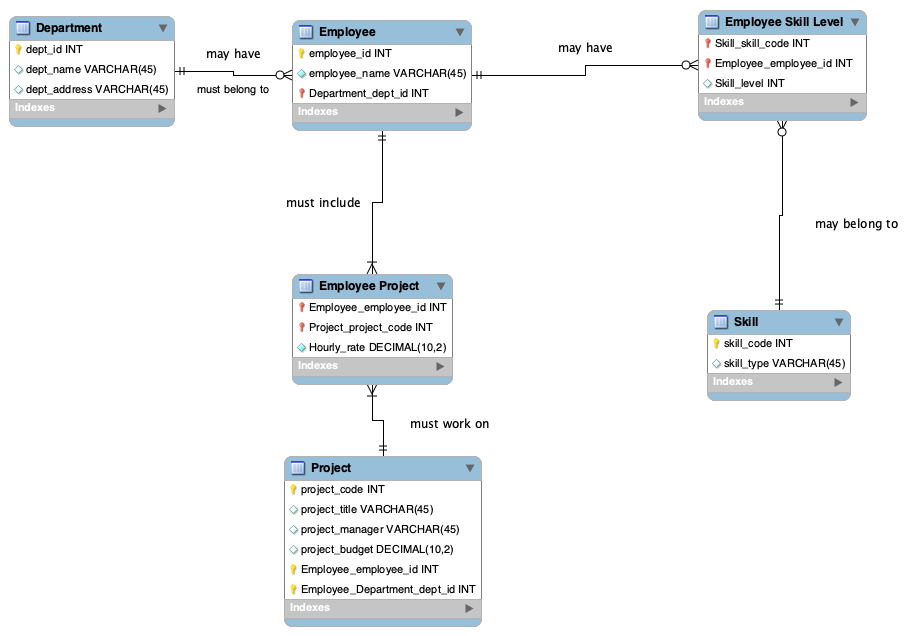 Department
dept_id INT
dept_name VARCHAR(45)
dept_address VARCHAR(45)
Indexes
may have
must belong to
Employee
employee_id INT
employee_name VARCHAR(45)
Department_dept_id INT
Indexes
may have
Employee Skill Level
Skill_skill_code INT
Employee_employee_id INT
Skill_level INT
Indexes
must include
may belong to
Employee Project
Employee_employee_id INT
Project_project_code INT
Hourly_rate DECIMAL(10,2)
Indexes
Skill
skill_code INT
skill_type VARCHAR(45)
Indexes
must work on
Project
project_code INT
project_title VARCHAR(45)
project_manager VARCHAR(45)
project_budget DECIMAL(10,2)
Employee_employee_id INT
Employee_Department_dept_id INT
Indexes